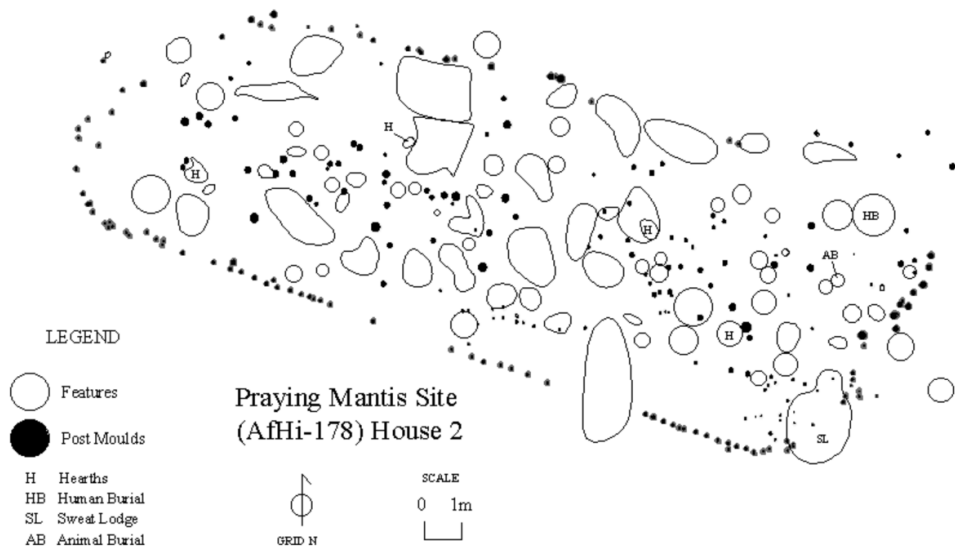 H
H
HB
H
AB
H
SL
LEGEND
Features
Post Moulds
H Hearths
HB Human Burial
SL Sweat Lodge
AB Animal Burial
Praying Mantis Site
(AfHi-178) House 2
GRID N
SCALE
0 1m